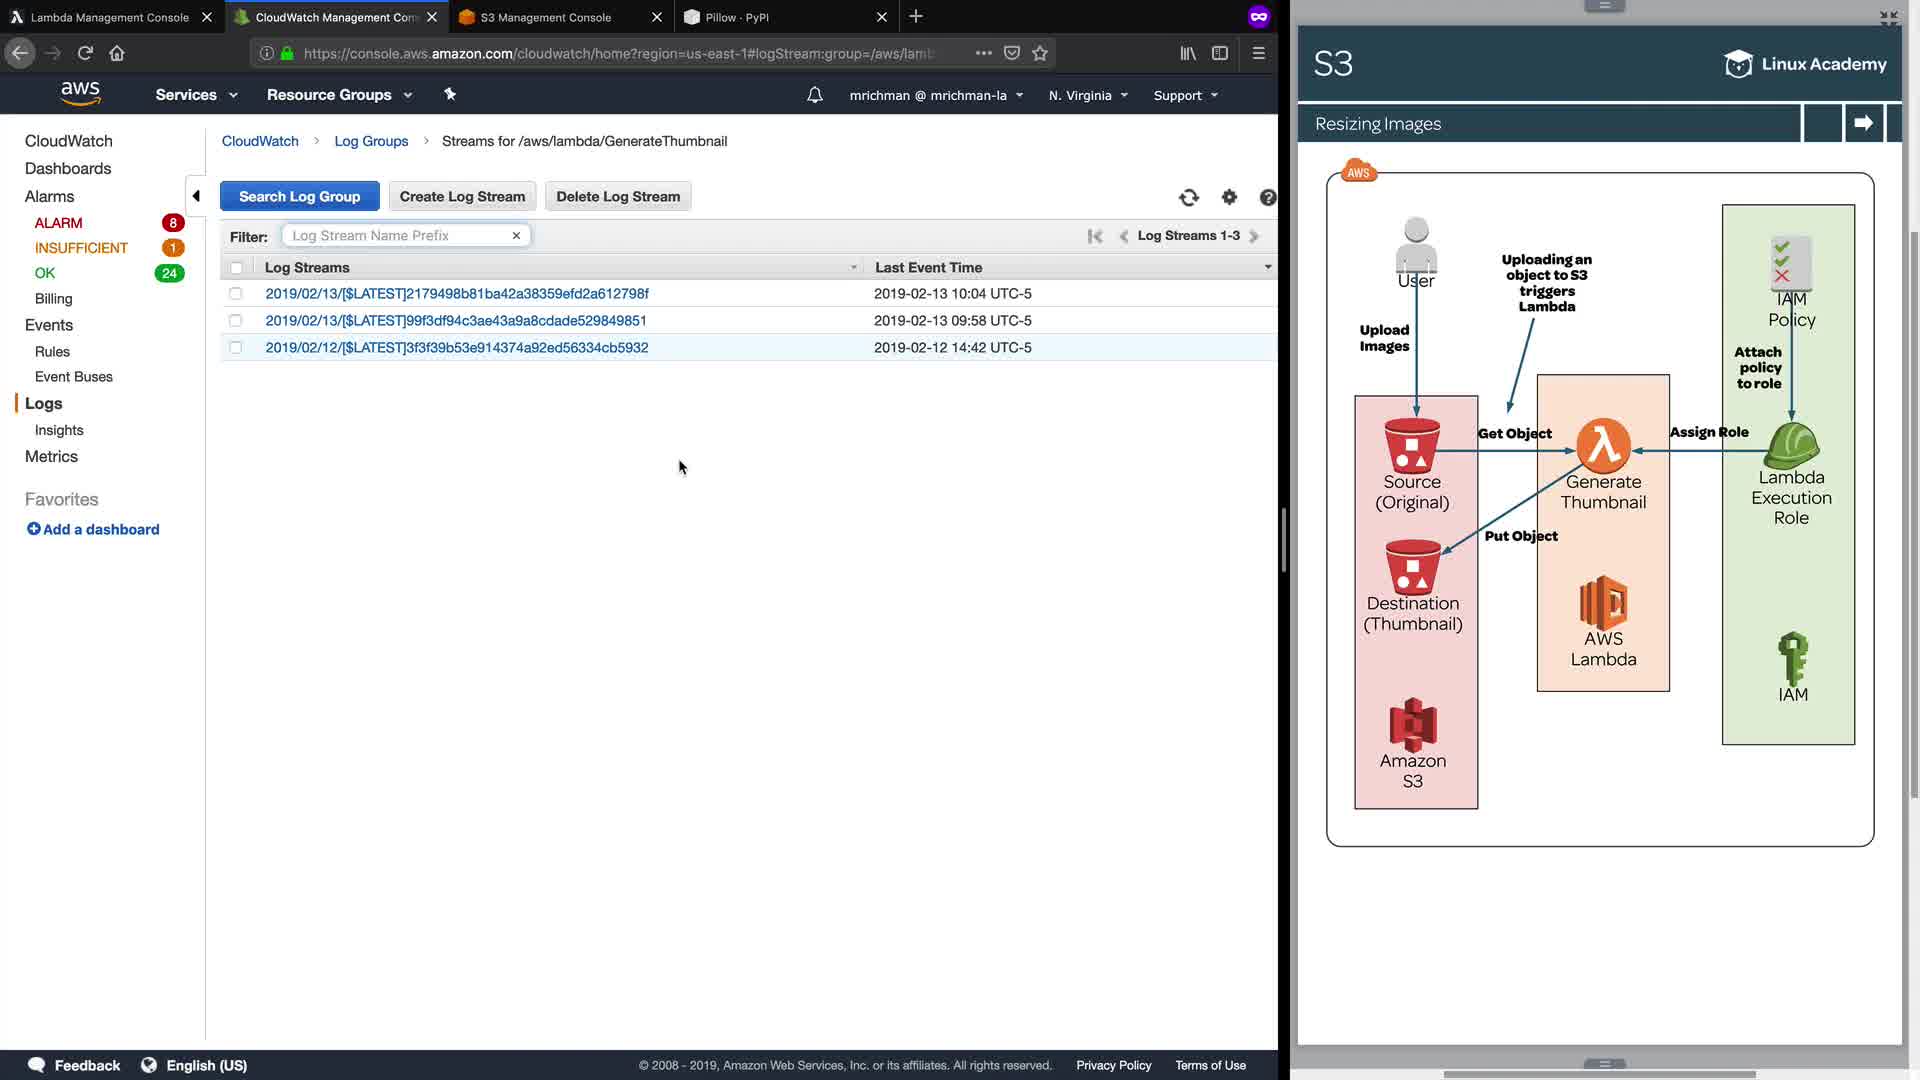 Lambda Management Console
CloudWatch Management Con
S3 Management Console
Pillow · PyPI
https://console.aws.amazon.com/cloudwatch/home?region=us-east-1#logStream:group=/aws/lamb
aws
Services
Resource Groups
mrichman @ mrichman-la
N. Virginia
Support
CloudWatch
Dashboards
Alarms
ALARM 8
INSUFFICIENT 1
OK 24
Billing
Events
Rules
Event Buses
Logs
Insights
Metrics
Favorites
Add a dashboard
CloudWatch
Log Groups
Streams for /aws/lambda/GenerateThumbnail
Search Log Group
Create Log Stream
Delete Log Stream
Filter: Log Stream Name Prefix
Log Streams 1-3
Log Streams Last Event Time
2019/02/13/[$LATEST]2179498b81ba42a38359efd2a612798f 2019-02-13 10:04 UTC-5
2019/02/13/[$LATEST]99f3df94c3ae43a9a8cdade529849851 2019-02-13 09:58 UTC-5
2019/02/12/[$LATEST]3f3f39b53e914374a92ed56334cb5932 2019-02-12 14:42 UTC-5
Feedback
English (US)
© 2008 - 2019, Amazon Web Services, Inc. or its affiliates. All rights reserved.
Privacy Policy
Terms of Use
S3
Linux Academy
Resizing Images
AWS
User
Upload
Images
Uploading an
object to S3
triggers
Lambda
IAM
Policy
Attach
policy
to role
Get Object
Assign Role
Source
(Original)
Generate
Thumbnail
Lambda
Execution
Role
Put Object
Destination
(Thumbnail)
AWS
Lambda
IAM
Amazon
S3